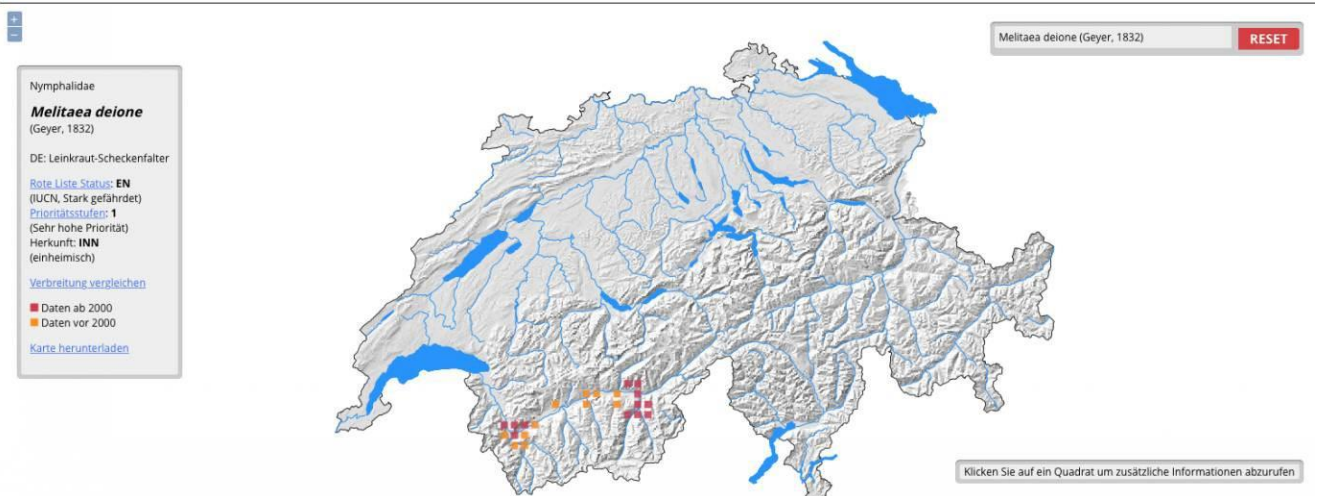 +
−
Melitaea deione (Geyer, 1832)
RESET
Nymphalidae
Melitaea deione
(Geyer, 1832)
DE: Leinkraut-Scheckenfalter
Rote Liste Status: EN
(IUCN, Stark gefährdet)
Prioritätsstufen: 1
(Sehr hohe Priorität)
Herkunft: INN
(einheimisch)
Verbreitung vergleichen
Daten ab 2000
Daten vor 2000
Karte herunterladen
Klicken Sie auf ein Quadrat um zusätzliche Informationen abzurufen